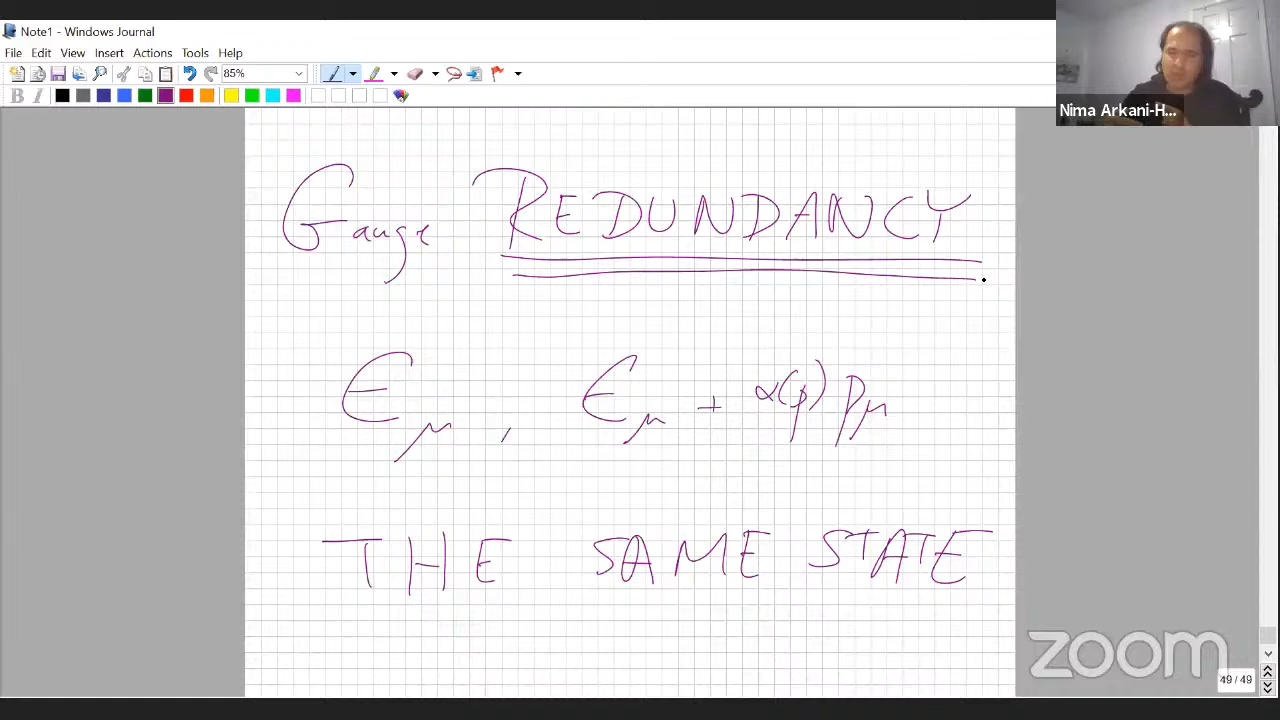 Note1 - Windows Journal
File Edit View Insert Actions Tools Help
85%
B I
Nima Arkani-H...
Gauge REDUNDANCY
ϵμ , ϵμ + α(p) pμ
THE SAME STATE
zoom
49 / 49